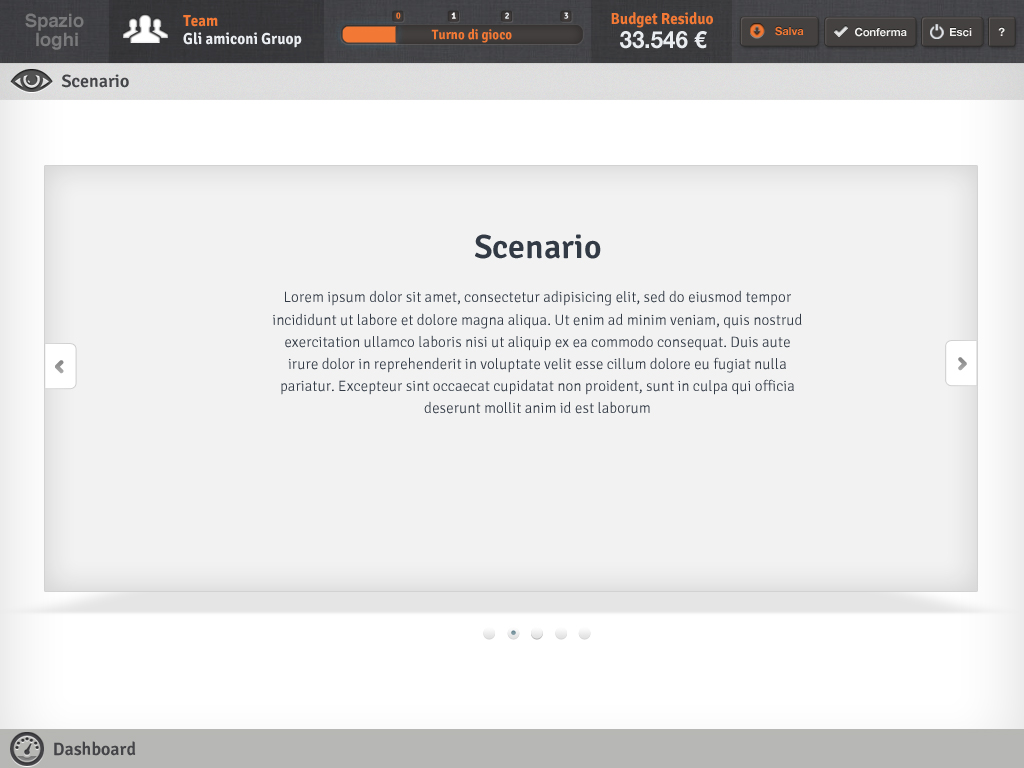 Spazio
loghi
Team
Gli amiconi Gruop
0 1 2 3
Turno di gioco
Budget Residuo
33.546 €
Salva
Conferma
Esci
?
Scenario
Scenario
Lorem ipsum dolor sit amet, consectetur adipisicing elit, sed do eiusmod tempor
incididunt ut labore et dolore magna aliqua. Ut enim ad minim veniam, quis nostrud
exercitation ullamco laboris nisi ut aliquip ex ea commodo consequat. Duis aute
irure dolor in reprehenderit in voluptate velit esse cillum dolore eu fugiat nulla
pariatur. Excepteur sint occaecat cupidatat non proident, sunt in culpa qui officia
deserunt mollit anim id est laborum
Dashboard